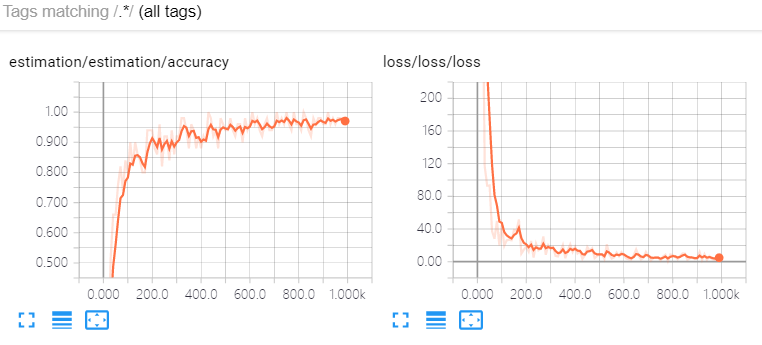 Tags matching /.*/ (all tags)
estimation/estimation/accuracy
1.00
0.900
0.800
0.700
0.600
0.500
0.000 200.0 400.0 600.0 800.0 1.000k
loss/loss/loss
200
160
120
80.0
40.0
0.00
0.000 200.0 400.0 600.0 800.0 1.000k